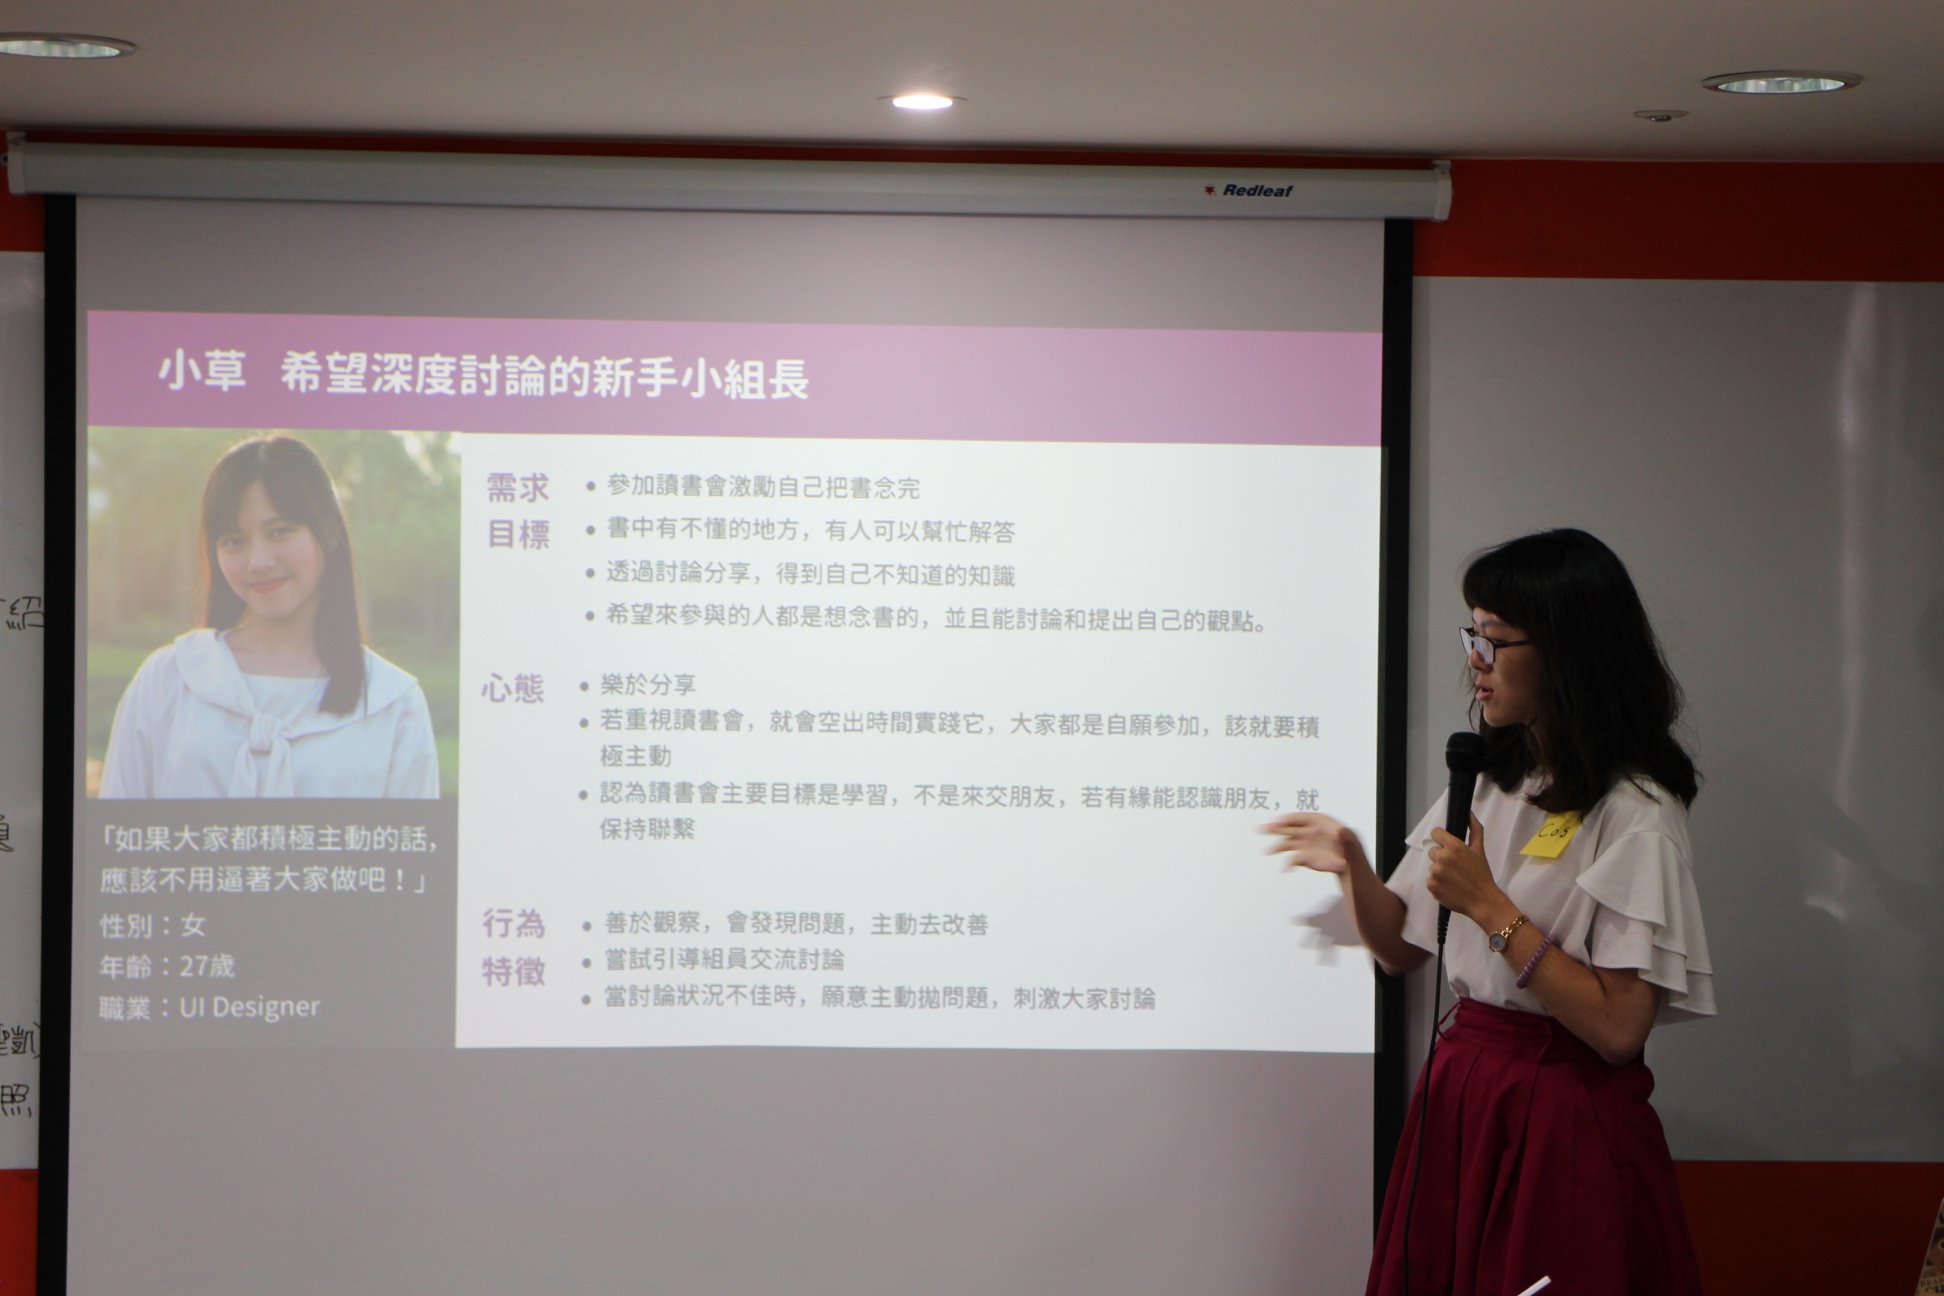 Redleaf
小草 希望深度討論的新手小組長
需求
目標
• 參加讀書會激勵自己把書念完
• 書中有不懂的地方，有人可以幫忙解答
• 透過討論分享，得到自己不知道的知識
• 希望來參與的人都是想念書的，並且能討論和提出自己的觀點。
心態
• 樂於分享
• 若重視讀書會，就會空出時間實踐它，大家都是自願參加，該就要積
極主動
• 認為讀書會主要目標是學習，不是來交朋友，若有緣能認識朋友，就
保持聯繫
行為
特徵
• 善於觀察，會發現問題，主動去改善
• 嘗試引導組員交流討論
• 當討論狀況不佳時，願意主動拋問題，刺激大家討論
「如果大家都積極主動的話，
應該不用逼著大家做吧！」
性別：女
年齡：27歲
職業：UI Designer
Cos
紹
照